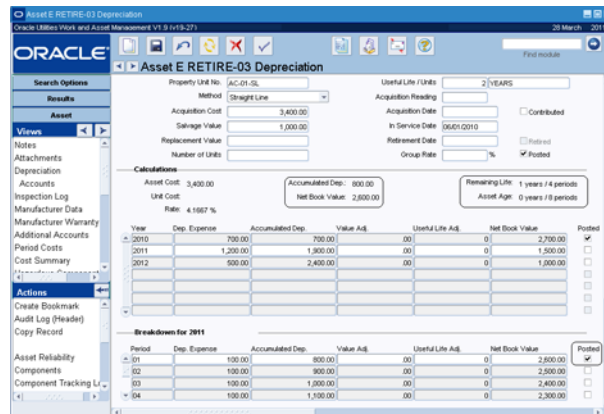 Asset E RETIRE-03 Depreciation
Oracle Utilities Work and Asset Management V1.9 (v19-27)
28 March 2011
ORACLE
Find module
Asset E RETIRE-03 Depreciation
Search Options
Results
Asset
Views
Notes
Attachments
Depreciation
Accounts
Inspection Log
Manufacturer Data
Manufacturer Warranty
Additional Accounts
Period Costs
Cost Summary
Actions
Create Bookmark
Audit Log (Header)
Copy Record
Asset Reliability
Components
Component Tracking
Property Unit No. AC-01-SL Useful Life / Units 2 YEARS
Method Straight Line Acquisition Reading
Acquisition Cost 3,400.00 Acquisition Date Contributed
Salvage Value 1,000.00 In Service Date 06/01/2010
Replacement Value Retirement Date Retired
Number of Units Group Rate % Posted
Calculations
Asset Cost: 3,400.00 Accumulated Dep.: 800.00 Remaining Life: 1 years / 4 periods
Unit Cost: Net Book Value: 2,600.00 Asset Age: 0 years / 8 periods
Rate: 4.1667 %
Year Dep. Expense Accumulated Dep. Value Adj. Useful Life Adj. Net Book Value Posted
2010 700.00 700.00 .00 0 2,700.00
2011 1,200.00 1,900.00 .00 0 1,500.00
2012 500.00 2,400.00 .00 0 1,000.00
Breakdown for 2011
Period Dep. Expense Accumulated Dep. Value Adj. Useful Life Adj. Net Book Value Posted
01 100.00 800.00 .00 0 2,600.00
02 100.00 900.00 .00 0 2,500.00
03 100.00 1,000.00 .00 0 2,400.00
04 100.00 1,100.00 .00 0 2,300.00